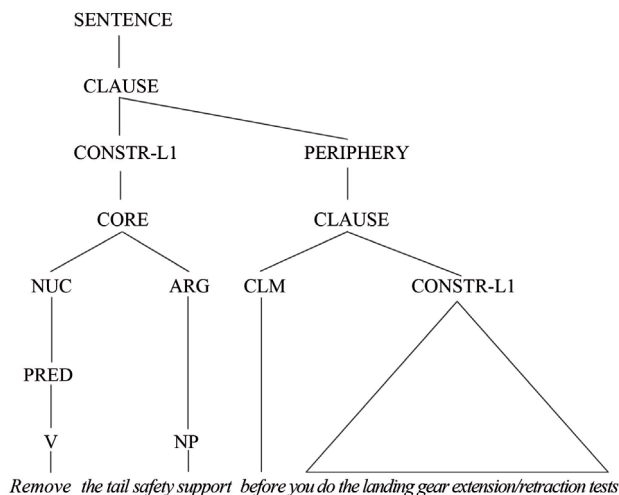 SENTENCE
CLAUSE
CONSTR-L1 PERIPHERY
CORE CLAUSE
NUC ARG CLM CONSTR-L1
PRED
V NP
Remove the tail safety support before you do the landing gear extension/retraction tests